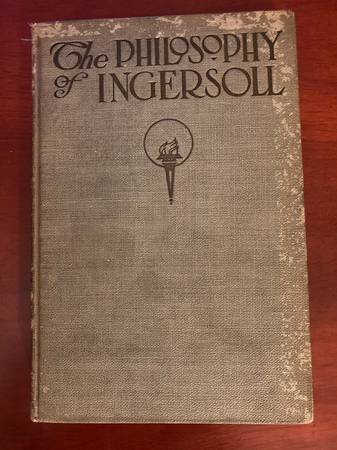 The PHILOSOPHY
of INGERSOLL